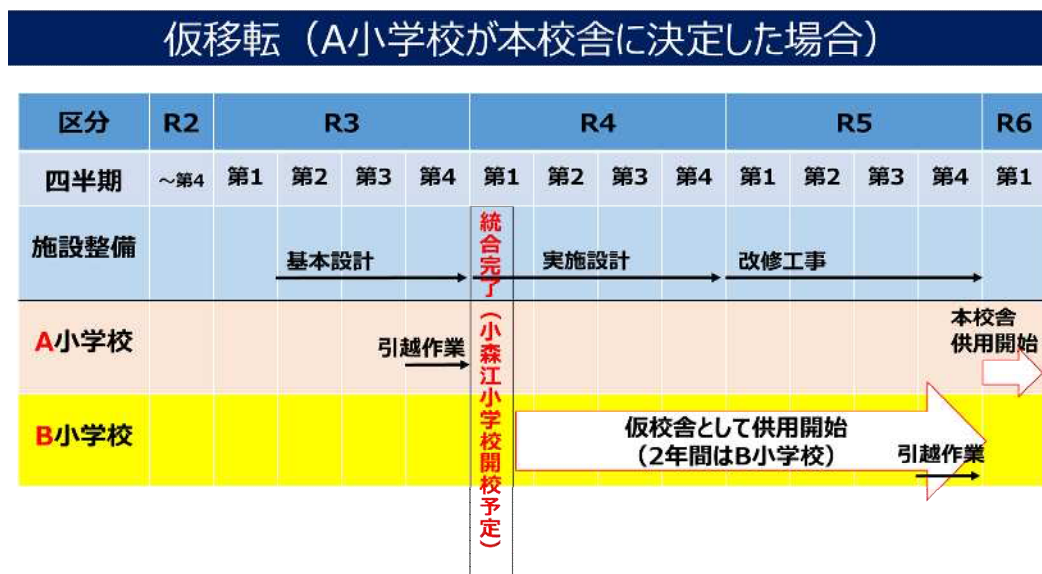 仮移転（A小学校が本校舎に決定した場合）
区分 R2 R3 R4 R5 R6
四半期 ～第4 第1 第2 第3 第4 第1 第2 第3 第4 第1 第2 第3 第4 第1
施設整備 基本設計 実施設計 改修工事
統合完了（小森江小学校開校予定）
A小学校 引越作業
本校舎
供用開始
B小学校
仮校舎として供用開始
（2年間はB小学校）
引越作業